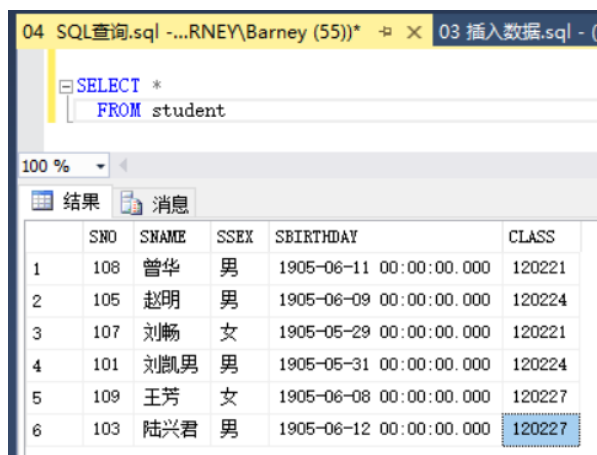 04 SQL查询.sql -...RNEY\Barney (55))* 03 插入数据.sql - (
SELECT *
FROM student
100 %
结果 消息
SNO SNAME SSEX SBIRTHDAY CLASS
1 108 曾华 男 1905-06-11 00:00:00.000 120221
2 105 赵明 男 1905-06-09 00:00:00.000 120224
3 107 刘畅 女 1905-05-29 00:00:00.000 120221
4 101 刘凯男 男 1905-05-31 00:00:00.000 120224
5 109 王芳 女 1905-06-08 00:00:00.000 120227
6 103 陆兴君 男 1905-06-12 00:00:00.000 120227